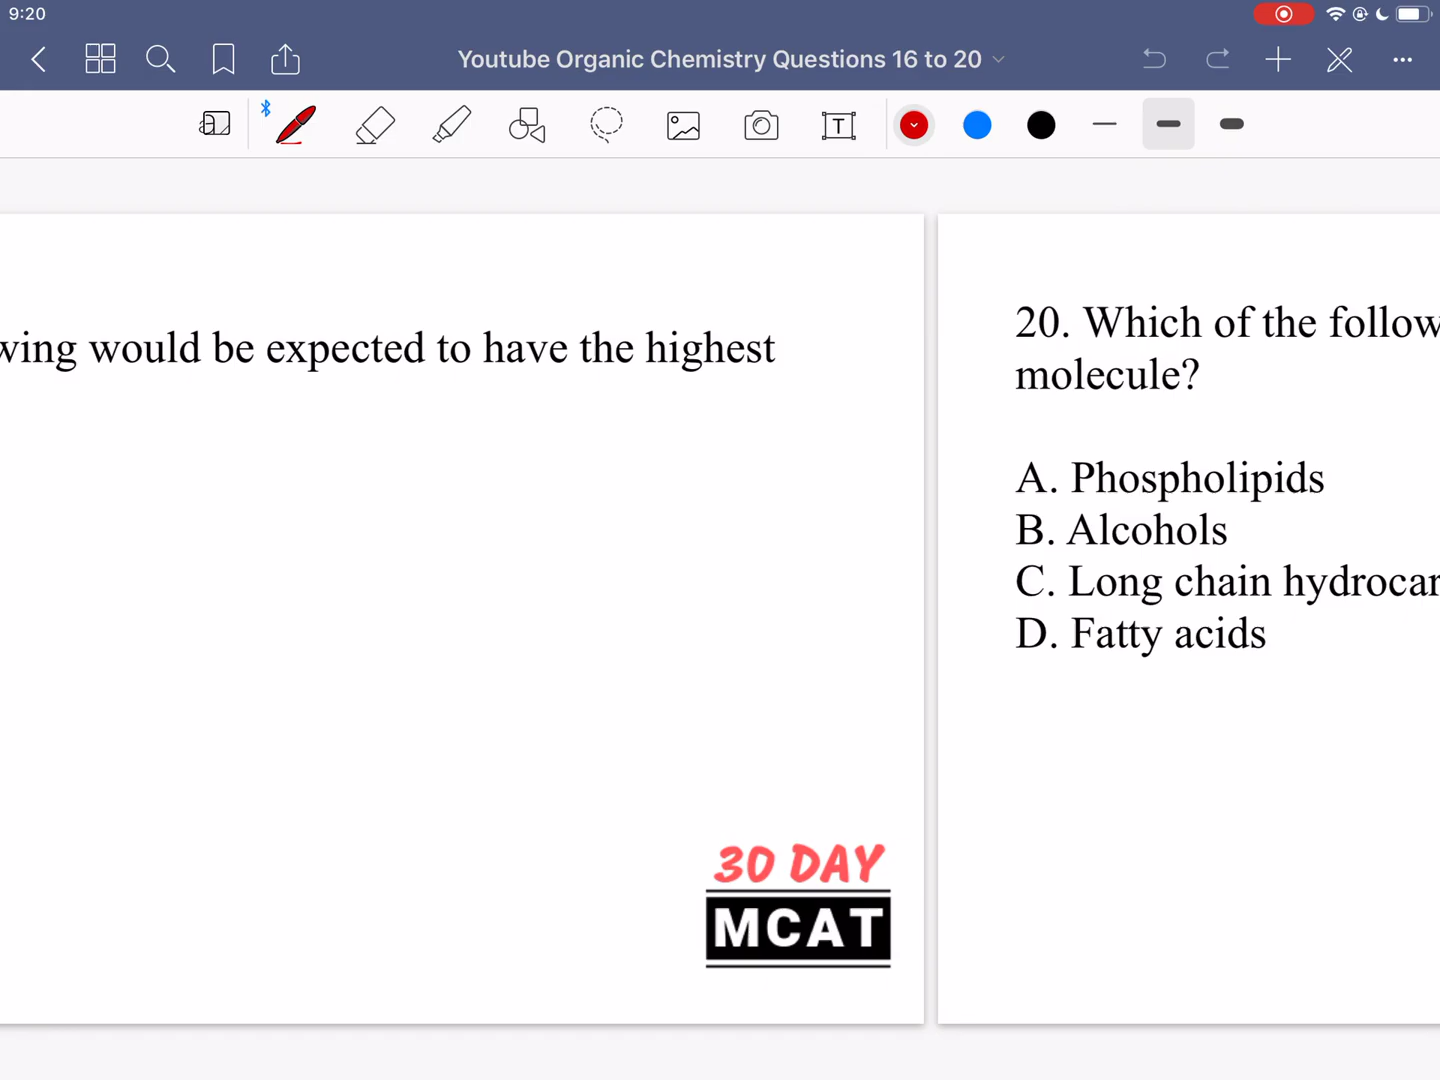 9:20
Youtube Organic Chemistry Questions 16 to 20
T
wing would be expected to have the highest
30 DAY
MCAT
20. Which of the follow
molecule?
A. Phospholipids
B. Alcohols
C. Long chain hydrocar
D. Fatty acids